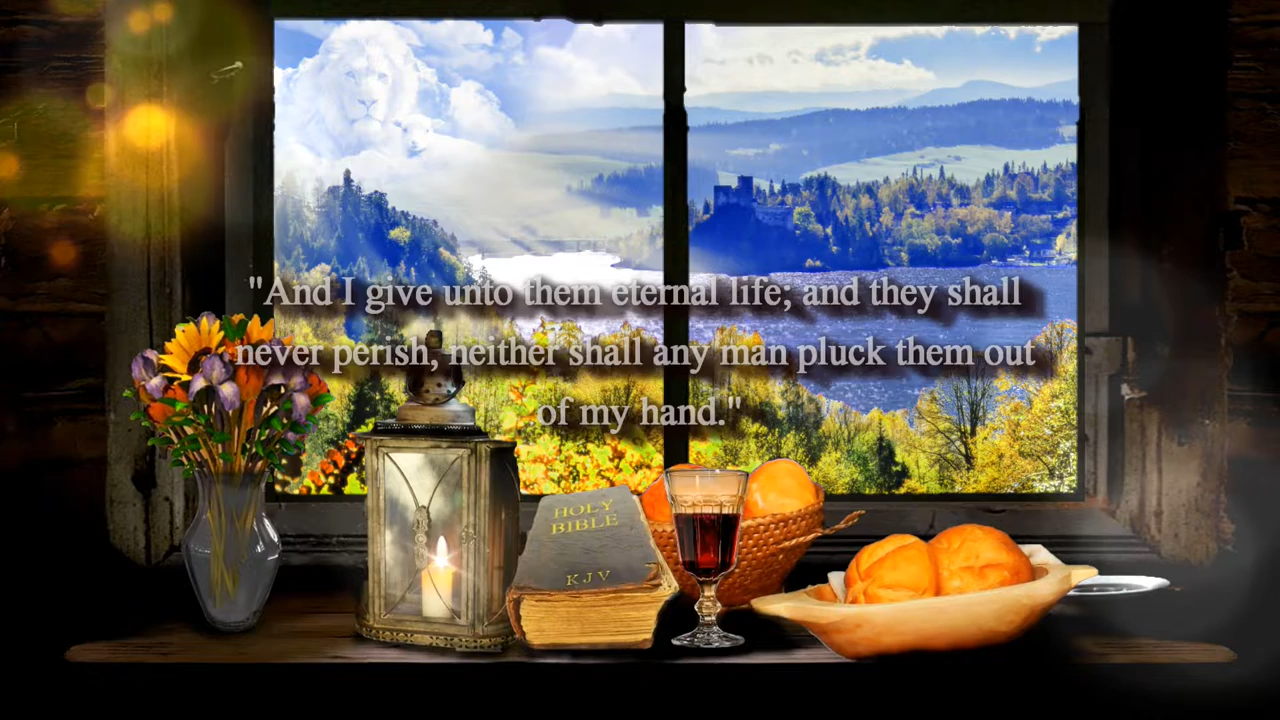 "And I give unto them eternal life; and they shall
never perish, neither shall any man pluck them out
of my hand."
HOLY
BIBLE
KJV